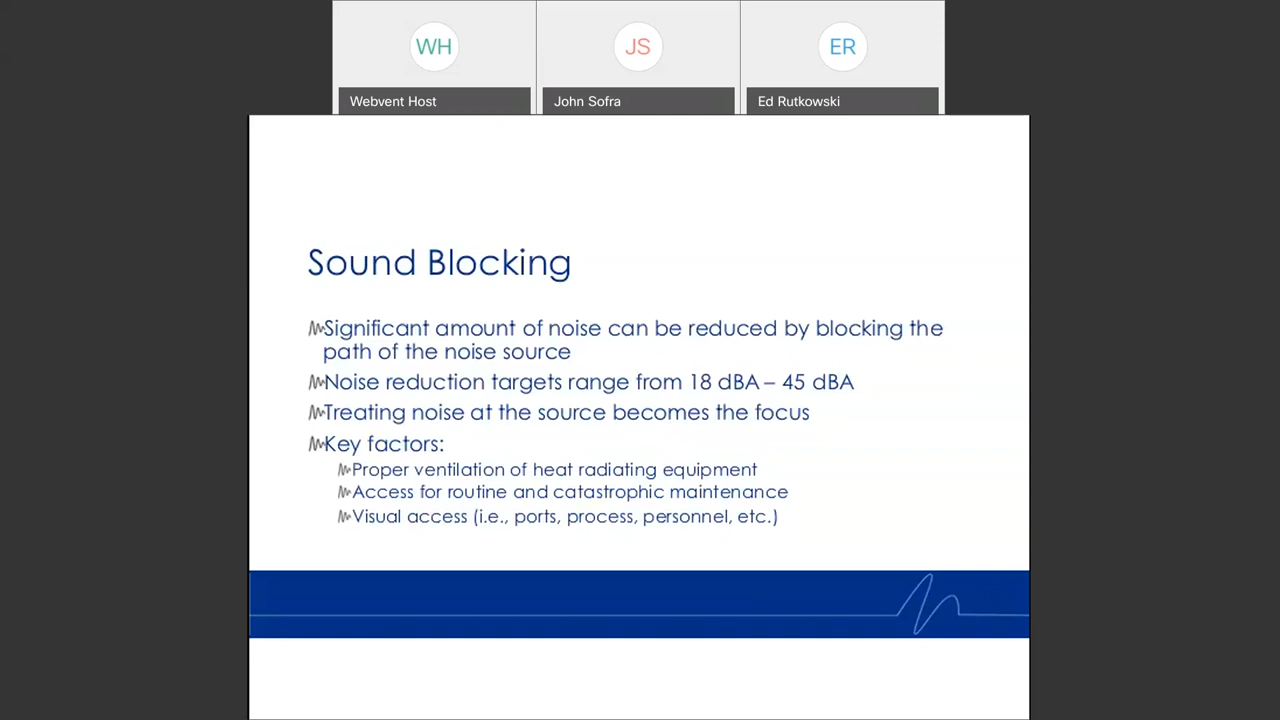 WH
JS
ER
Webvent Host
John Sofra
Ed Rutkowski
Sound Blocking
Significant amount of noise can be reduced by blocking the
path of the noise source
Noise reduction targets range from 18 dBA – 45 dBA
Treating noise at the source becomes the focus
Key factors:
Proper ventilation of heat radiating equipment
Access for routine and catastrophic maintenance
Visual access (i.e., ports, process, personnel, etc.)